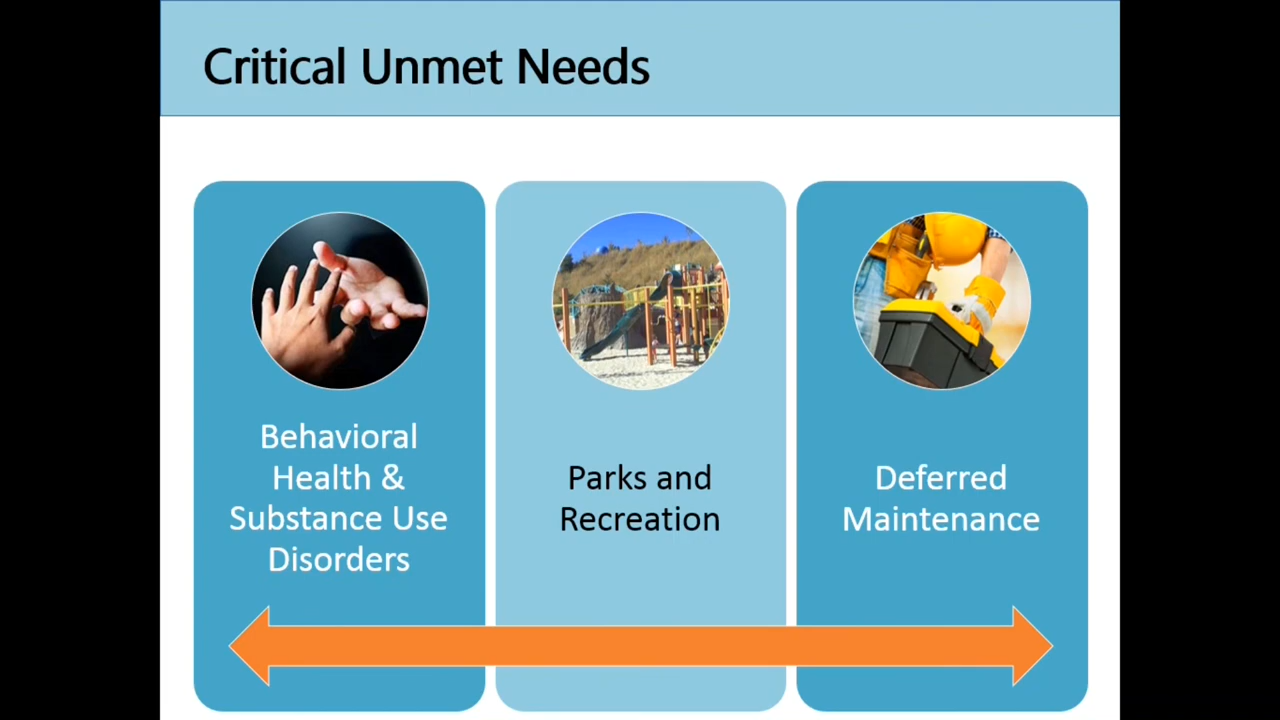 Critical Unmet Needs
Behavioral
Health &
Substance Use
Disorders
Parks and
Recreation
Deferred
Maintenance